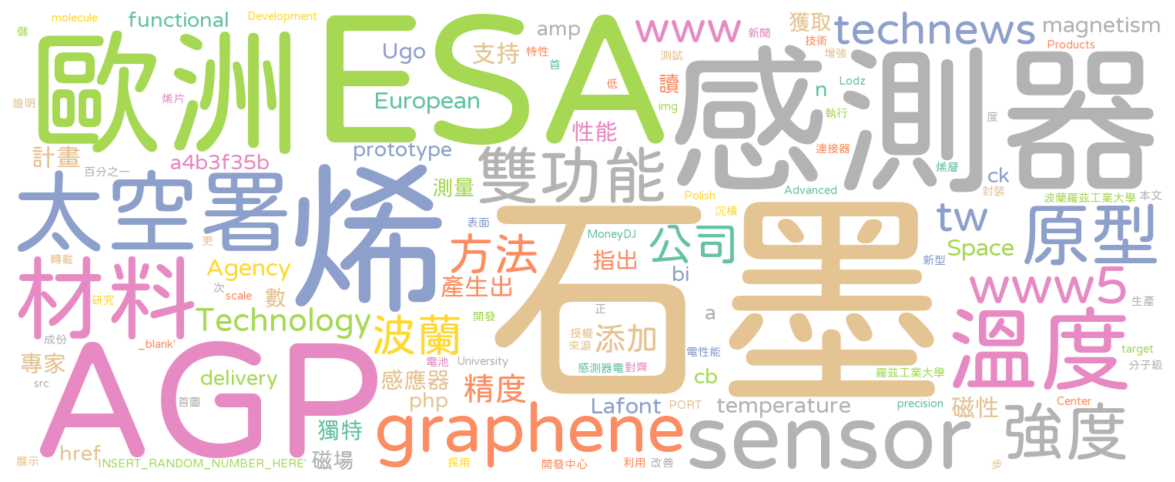 molecule
functional
Development
www
technews
獲取
magnetism
儲
歐洲
ESA
Ugo
支持
特性
amp
新聞
技術
Products
首
測試
增強
感測器
低
讀
n
Lodz
證明
烯片
European
img
執行
度
性能
計畫
百分之一
a4b3f35b
prototype
連接器
烯層
雙功能
測量
ck
封裝
太空署
烯
Polish
Advanced
波蘭羅茲工業大學
本文
石墨
沉積
tw
原型
表面
更
轉載
方法
MoneyDJ
公司
Space
新型
Agency
指出
bi
材料
產生出
www5
次
scale
數
研究
Technology
開發
正
a
生產
波蘭
授權
來源
添加
溫度
成份
_blank'
電性能
target
專家
電池
University
感測器電
對齊
羅茲工業大學
分子級
src
delivery
感應器
精度
cb
AGP
首圖
php
Lafont
PORT
temperature
precision
磁性
Center
獨特
graphene
sensor
強度
href
展示
INSERT_RANDOM_NUMBER_HERE'
磁場
採用
開發中心
利用
改善
步